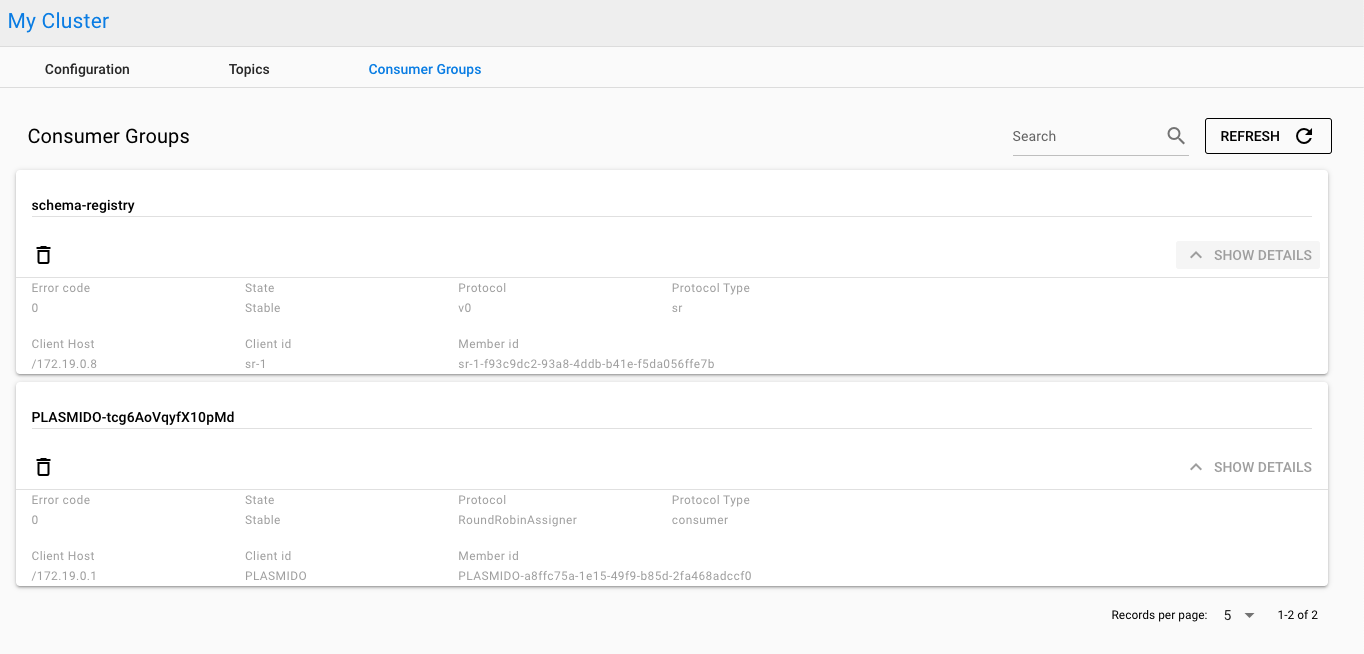 My Cluster
Configuration Topics Consumer Groups
Consumer Groups Search REFRESH
schema-registry
SHOW DETAILS
Error code State Protocol Protocol Type
0 Stable v0 sr
Client Host Client id Member id
/172.19.0.8 sr-1 sr-1-f93c9dc2-93a8-4ddb-b41e-f5da056ffe7b
PLASMIDO-tcg6AoVqyfX10pMd
SHOW DETAILS
Error code State Protocol Protocol Type
0 Stable RoundRobinAssigner consumer
Client Host Client id Member id
/172.19.0.1 PLASMIDO PLASMIDO-a8ffc75a-1e15-49f9-b85d-2fa468adccf0
Records per page: 5 1-2 of 2